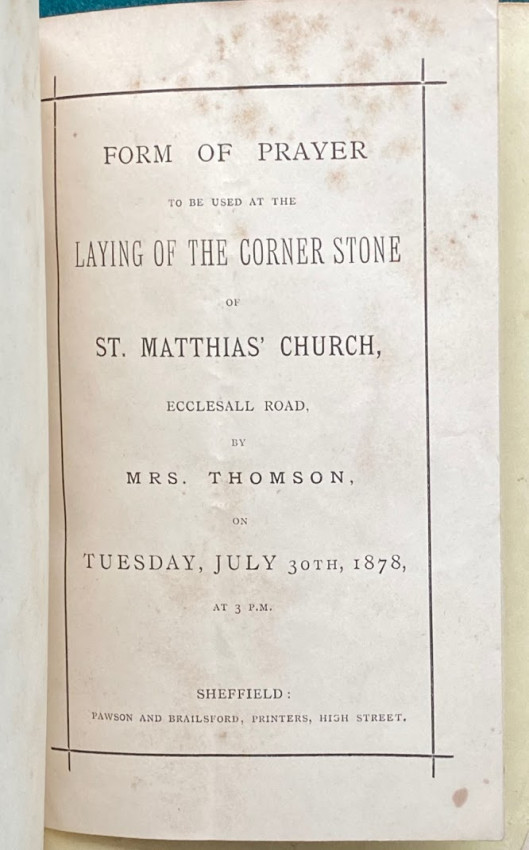 FORM OF PRAYER
TO BE USED AT THE
LAYING OF THE CORNER STONE
OF
ST. MATTHIAS' CHURCH,
ECCLESALL ROAD,
BY
MRS. THOMSON,
ON
TUESDAY, JULY 30TH, 1878,
AT 3 P.M.
SHEFFIELD:
PAWSON AND BRAILSFORD, PRINTERS, HIGH STREET.